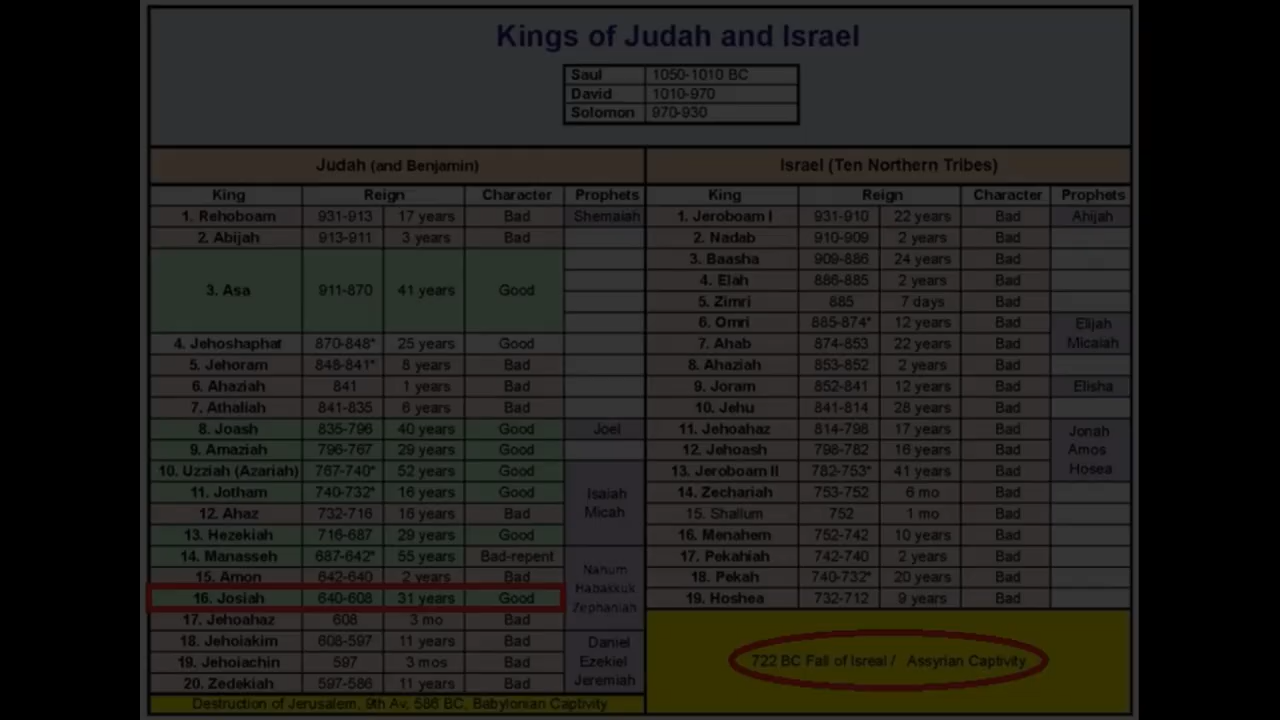 Kings of Judah and Israel
Saul 1050-1010 BC
David 1010-970
Solomon 970-930
Judah (and Benjamin)
King Reign Character Prophets
1. Rehoboam 931-913 17 years Bad Shemaiah
2. Abijah 913-911 3 years Bad
3. Asa 911-870 41 years Good
4. Jehoshaphat 870-848* 25 years Good
5. Jehoram 848-841* 8 years Bad
6. Ahaziah 841 1 years Bad
7. Athaliah 841-835 6 years Bad
8. Joash 835-796 40 years Good Joel
9. Amaziah 796-767 29 years Good
10. Uzziah (Azariah) 767-740* 52 years Good
11. Jotham 740-732* 16 years Good
Isaiah
Micah
12. Ahaz 732-716 16 years Bad
13. Hezekiah 716-687 29 years Good
14. Manasseh 687-642* 55 years Bad-repent
Nahum
15. Amon 642-640 2 years Bad
Habakkuk
16. Josiah 640-608 31 years Good
Zephaniah
17. Jehoahaz 608 3 mo Bad
18. Jehoiakim 608-597 11 years Bad Daniel
19. Jehoiachin 597 3 mos Bad Ezekiel
20. Zedekiah 597-586 11 years Bad Jeremiah
Destruction of Jerusalem, 9th Av, 586 BC, Babylonian Captivity
Israel (Ten Northern Tribes)
King Reign Character Prophets
1. Jeroboam I 931-910 22 years Bad Ahijah
2. Nadab 910-909 2 years Bad
3. Baasha 909-886 24 years Bad
4. Elah 886-885 2 years Bad
5. Zimri 885 7 days Bad
6. Omri 885-874* 12 years Bad Elijah
7. Ahab 874-853 22 years Bad Micaiah
8. Ahaziah 853-852 2 years Bad
9. Joram 852-841 12 years Bad Elisha
10. Jehu 841-814 28 years Bad
11. Jehoahaz 814-798 17 years Bad Jonah
12. Jehoash 798-782 16 years Bad Amos
13. Jeroboam II 782-753* 41 years Bad Hosea
14. Zechariah 753-752 6 mo Bad
15. Shallum 752 1 mo Bad
16. Menahem 752-742 10 years Bad
17. Pekahiah 742-740 2 years Bad
18. Pekah 740-732* 20 years Bad
19. Hoshea 732-712 9 years Bad
722 BC Fall of Isreal / Assyrian Captivity